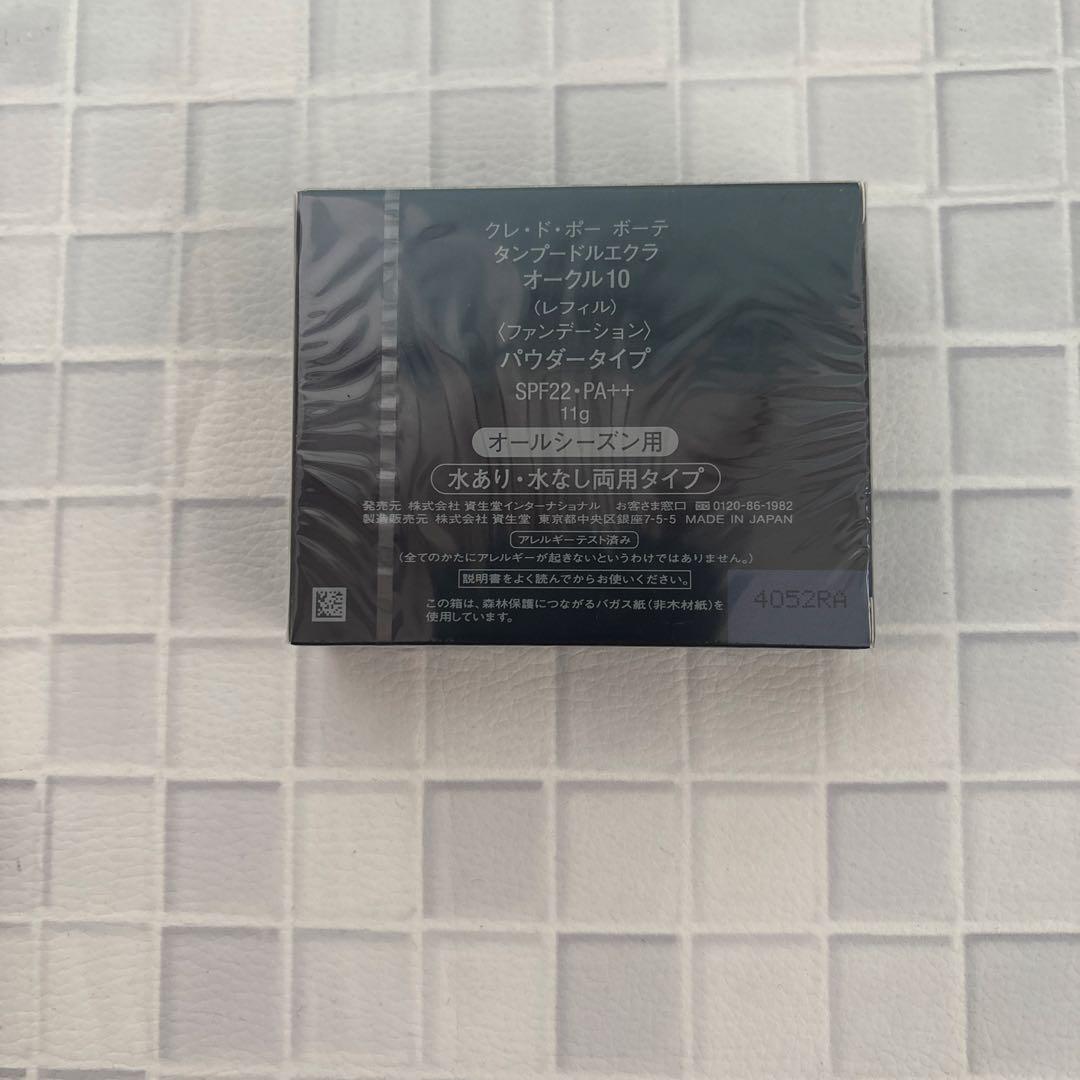 クレ・ド・ポー ボーテ
タンプードルエクラ
オークル10
（レフィル）
〈ファンデーション〉
パウダータイプ
SPF22・PA++
11g
オールシーズン用
水あり・水なし両用タイプ
発売元 株式会社 資生堂インターナショナル お客さま窓口 0120-86-1982
製造販売元 株式会社 資生堂 東京都中央区銀座7-5-5 MADE IN JAPAN
アレルギーテスト済み
（全てのかたにアレルギーが起きないというわけではありません。）
説明書をよく読んでからお使いください。
この箱は、森林保護につながるバガス紙（非木材紙）を
使用しています。
4052RA